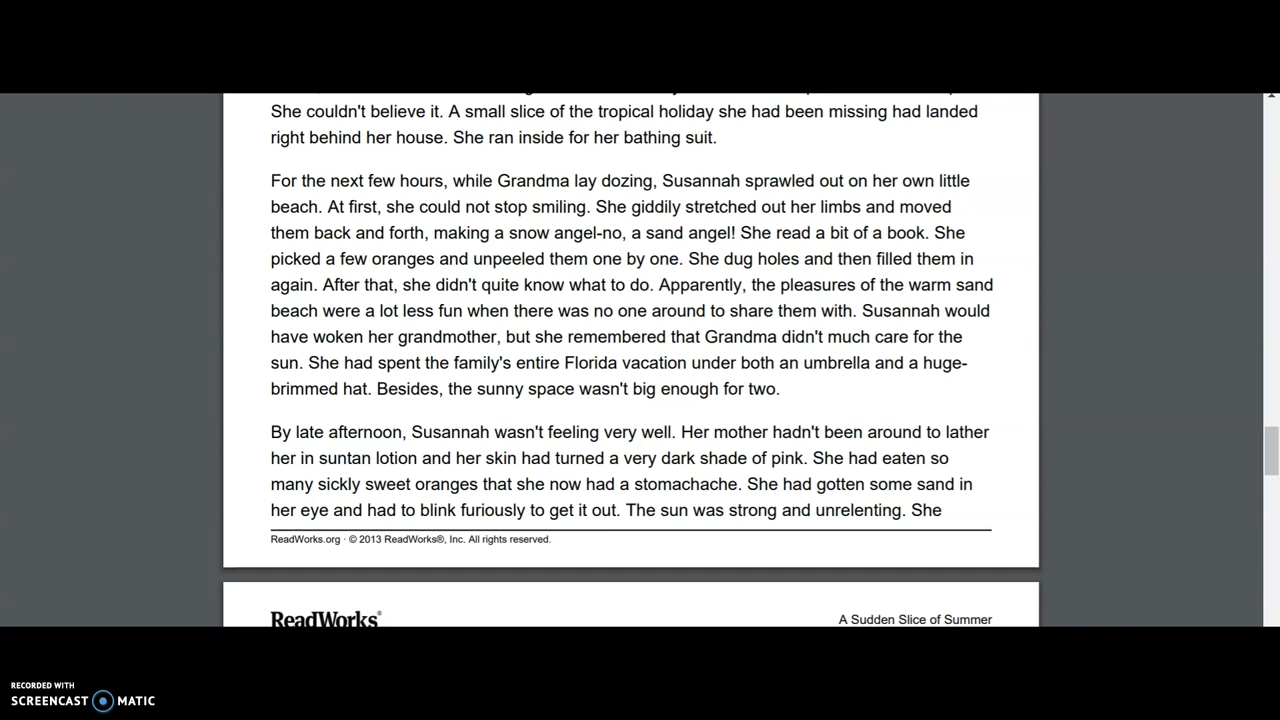 She couldn't believe it. A small slice of the tropical holiday she had been missing had landed
right behind her house. She ran inside for her bathing suit.
For the next few hours, while Grandma lay dozing, Susannah sprawled out on her own little
beach. At first, she could not stop smiling. She giddily stretched out her limbs and moved
them back and forth, making a snow angel-no, a sand angel! She read a bit of a book. She
picked a few oranges and unpeeled them one by one. She dug holes and then filled them in
again. After that, she didn't quite know what to do. Apparently, the pleasures of the warm sand
beach were a lot less fun when there was no one around to share them with. Susannah would
have woken her grandmother, but she remembered that Grandma didn't much care for the
sun. She had spent the family's entire Florida vacation under both an umbrella and a huge-
brimmed hat. Besides, the sunny space wasn't big enough for two.
By late afternoon, Susannah wasn't feeling very well. Her mother hadn't been around to lather
her in suntan lotion and her skin had turned a very dark shade of pink. She had eaten so
many sickly sweet oranges that she now had a stomachache. She had gotten some sand in
her eye and had to blink furiously to get it out. The sun was strong and unrelenting. She
ReadWorks.org · © 2013 ReadWorks®, Inc. All rights reserved.
ReadWorks®
A Sudden Slice of Summer
RECORDED WITH
SCREENCAST MATIC